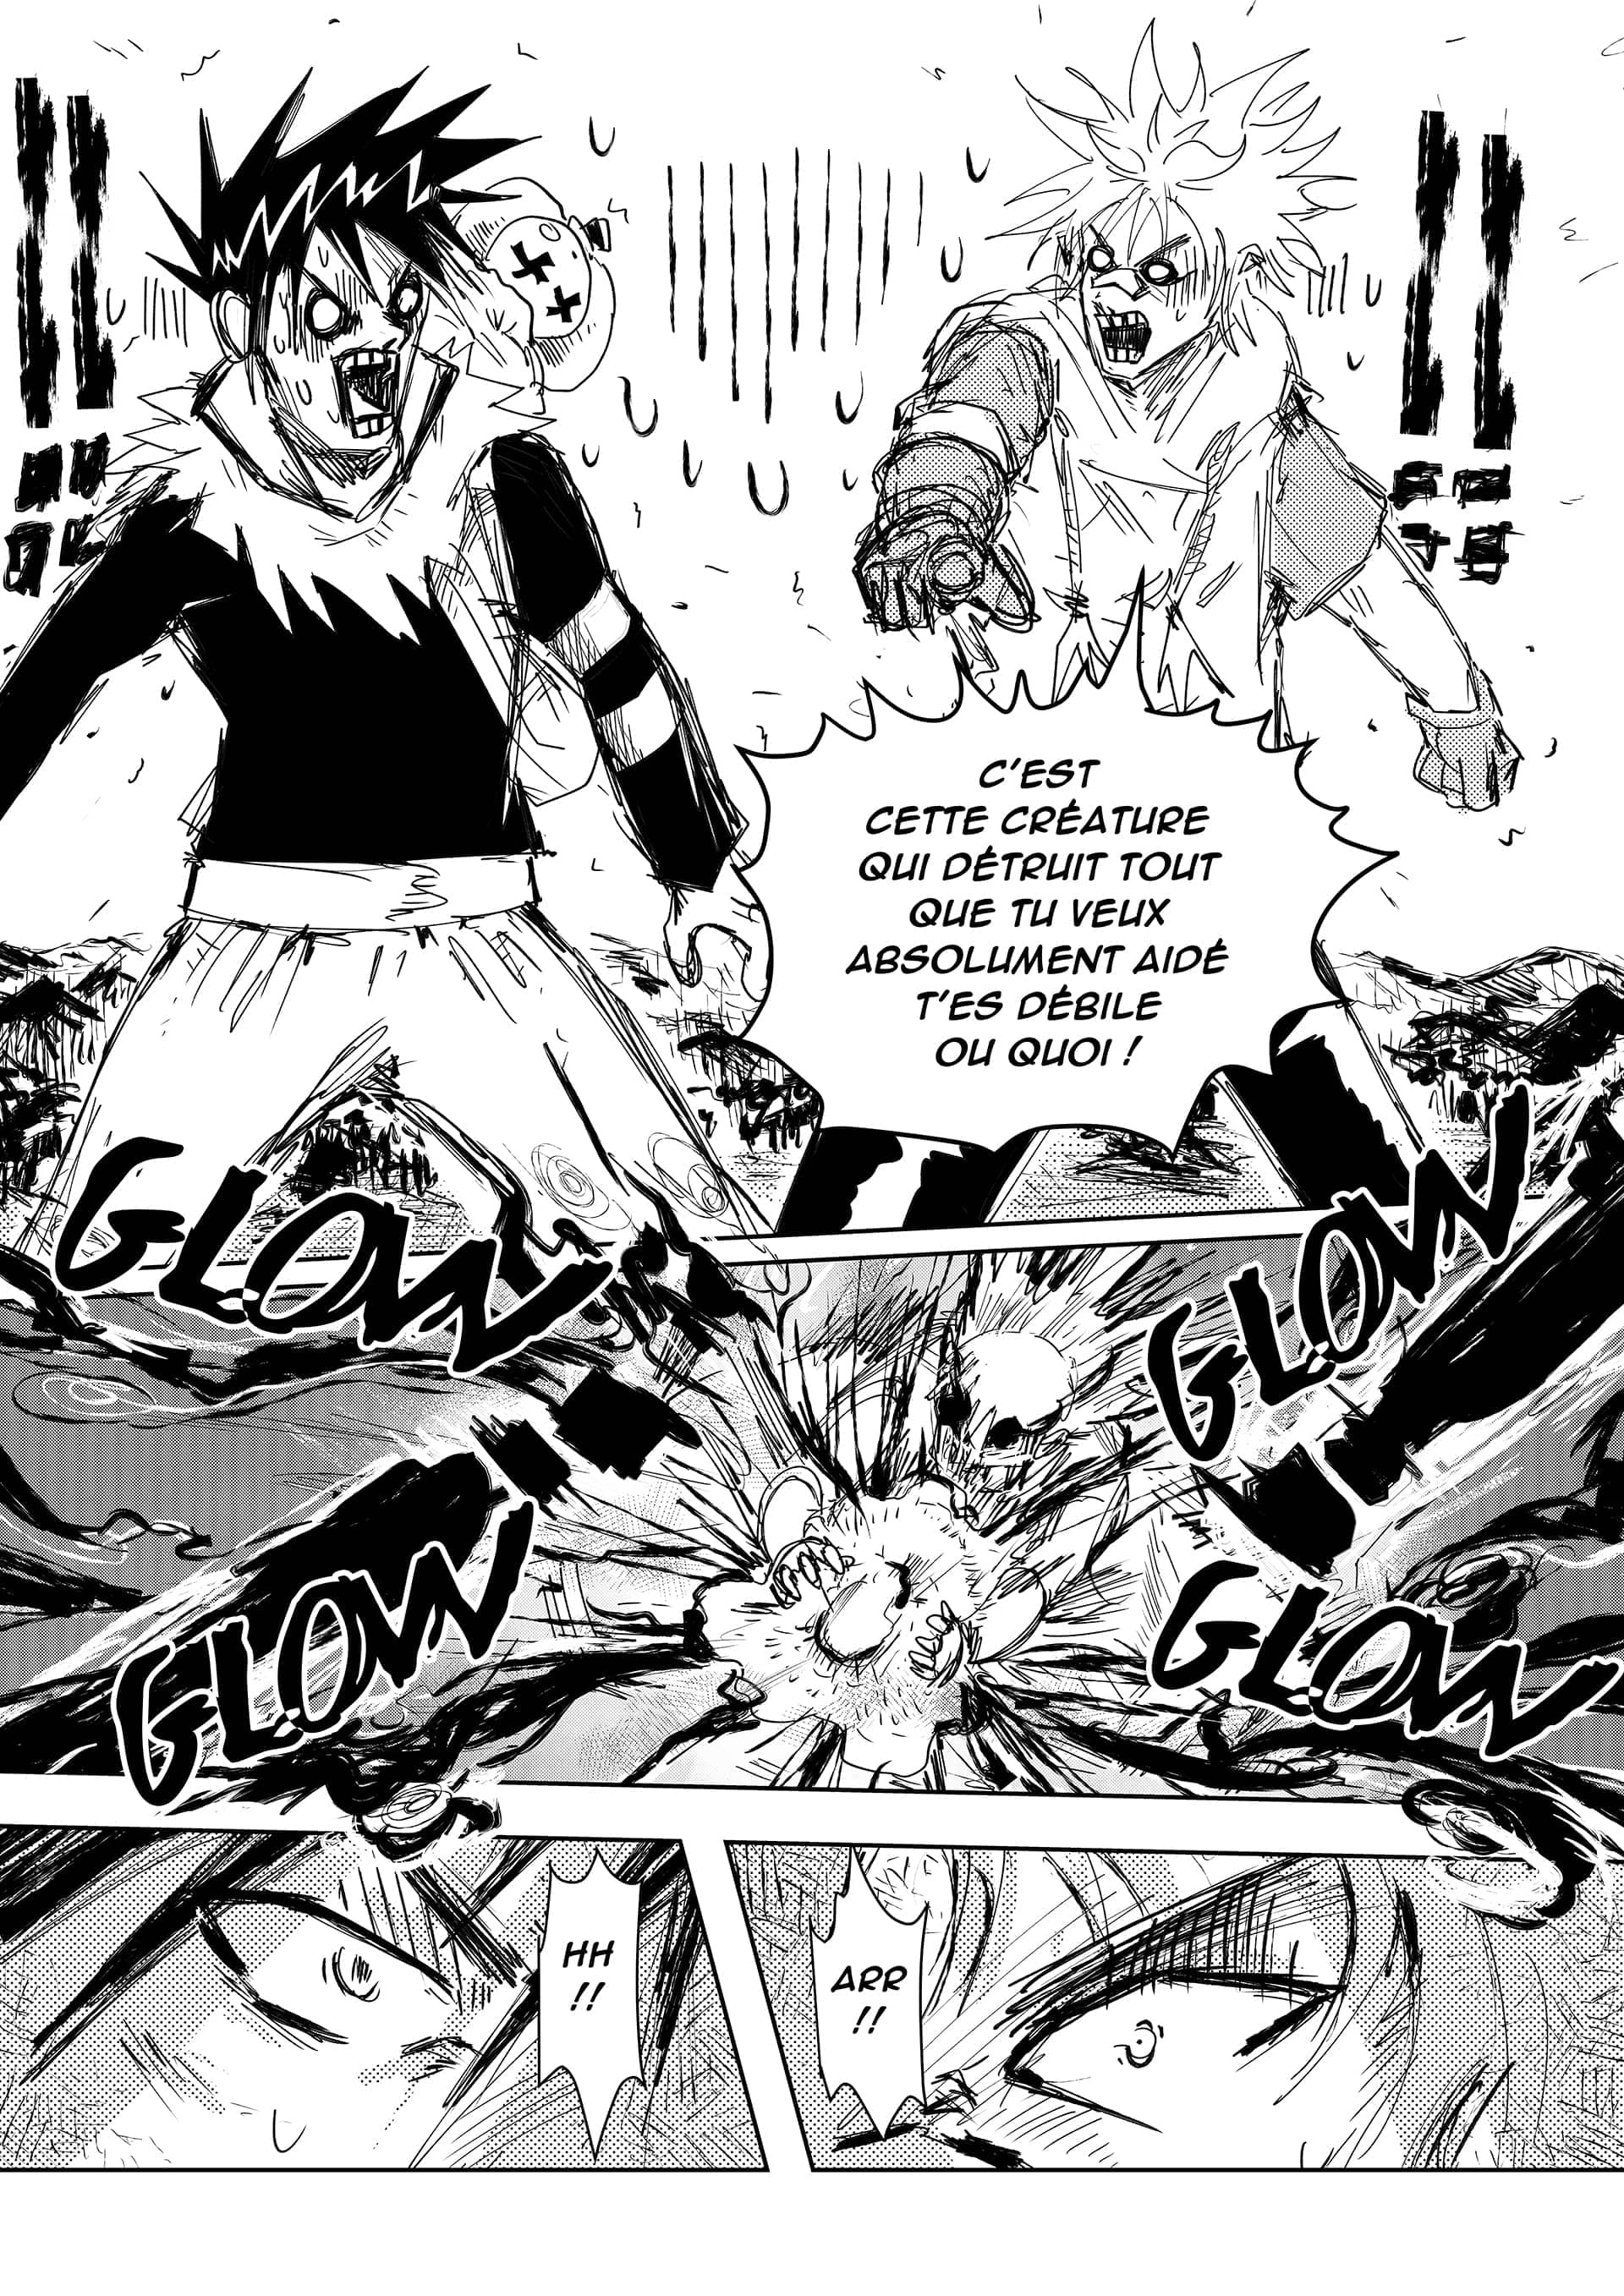 C'EST
CETTE CRÉATURE
QUI DÉTRUIT TOUT
QUE TU VEUX
ABSOLUMENT AIDÉ
T'ES DÉBILE
OU QUOI !
GLOW
GLOW
GLOW
GLOW
HH
!!
ARR
!!